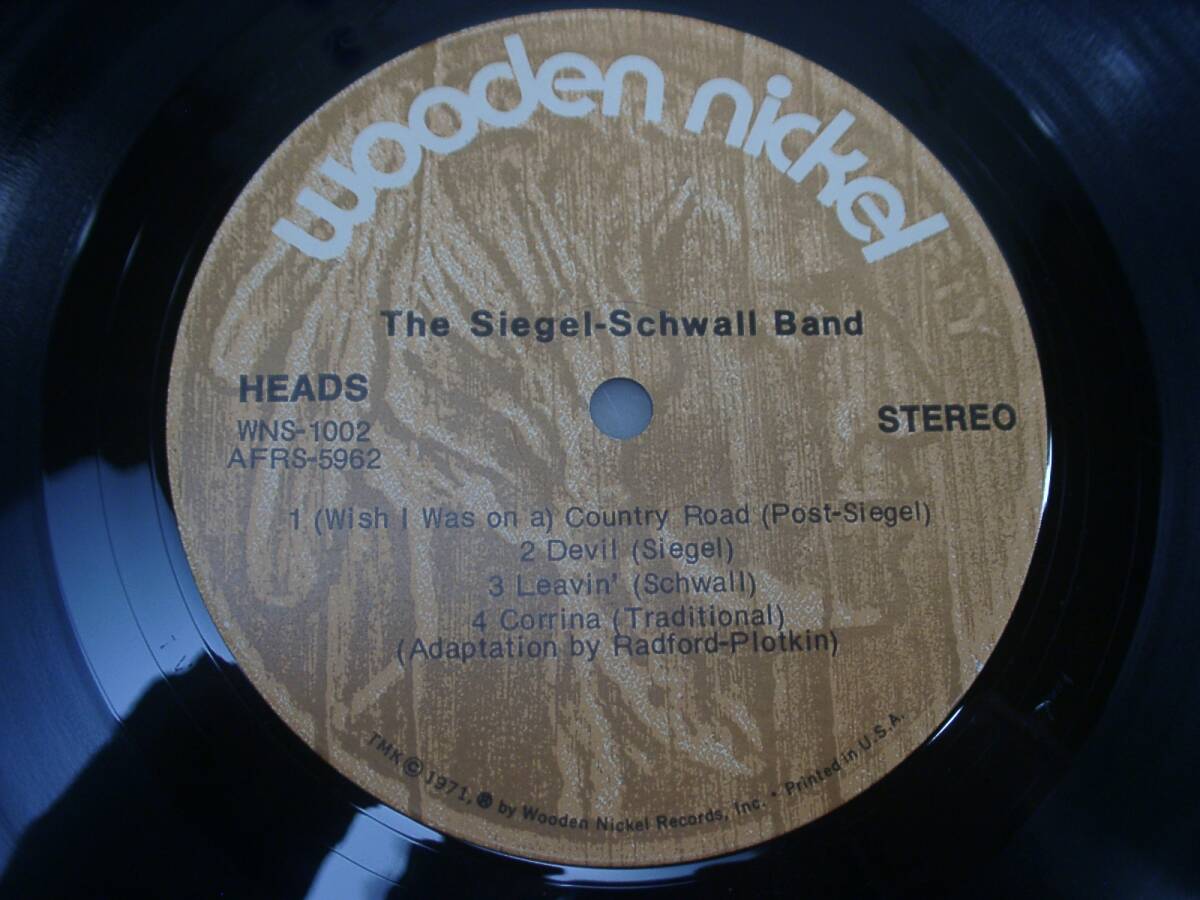 wooden nickel
The Siegel-Schwall Band
HEADS
STEREO
WNS-1002
AFRS-5962
1 (Wish I Was on a) Country Road (Post-Siegel)
2 Devil (Siegel)
3 Leavin' (Schwall)
4 Corrina (Traditional)
(Adaptation by Radford-Plotkin)
TMK © 1971, ® by Wooden Nickel Records, Inc. • Printed in U.S.A.